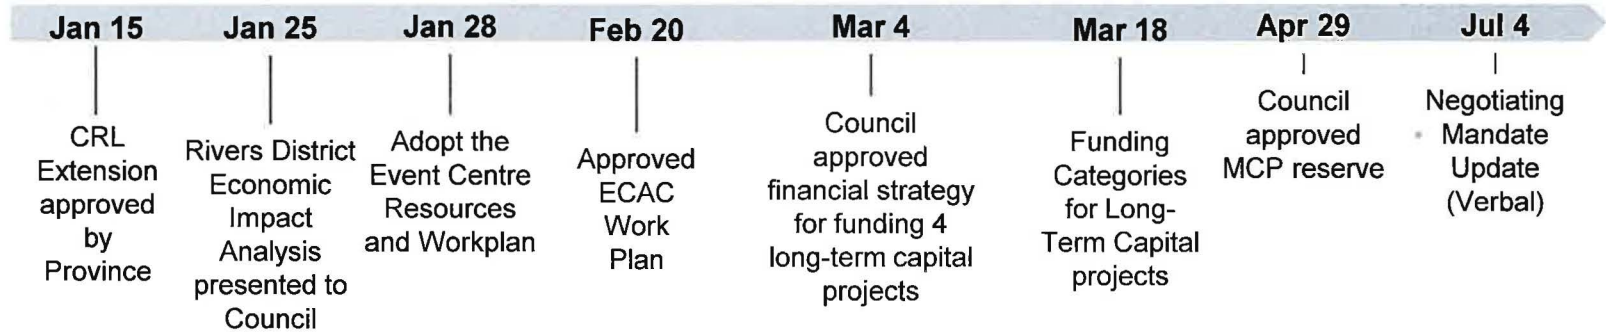 Jan 15
Jan 25
Jan 28
Feb 20
Mar 4
Mar 18
Apr 29
Jul 4
CRL
Extension
approved
by
Province
Rivers District
Economic
Impact
Analysis
presented to
Council
Adopt the
Event Centre
Resources
and Workplan
Approved
ECAC
Work
Plan
Council
approved
financial strategy
for funding 4
long-term capital
projects
Funding
Categories
for Long-
Term Capital
projects
Council
approved
MCP reserve
Negotiating
Mandate
Update
(Verbal)